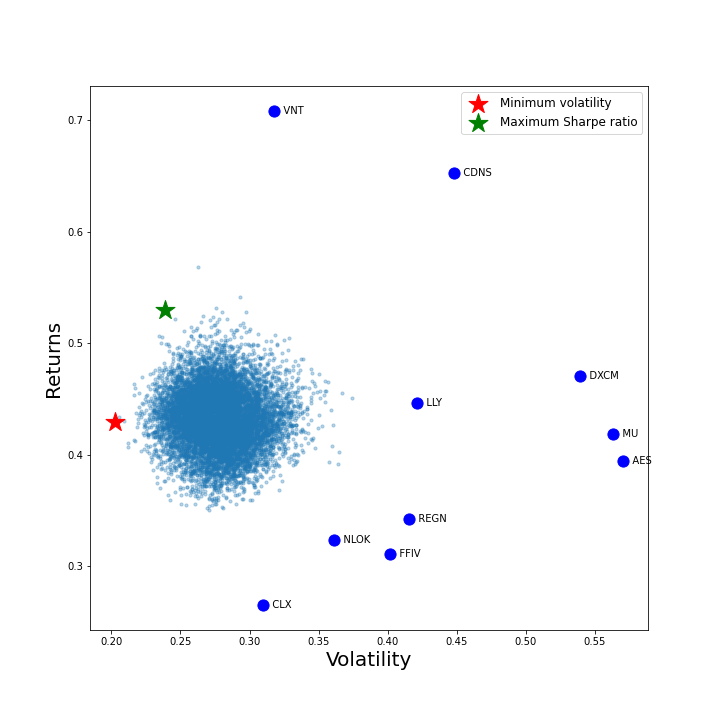 Minimum volatility
Maximum Sharpe ratio
VNT
CDNS
DXCM
LLY
MU
AES
REGN
NLOK
FFIV
CLX
0.7
0.6
0.5
0.4
0.3
Returns
0.20 0.25 0.30 0.35 0.40 0.45 0.50 0.55
Volatility